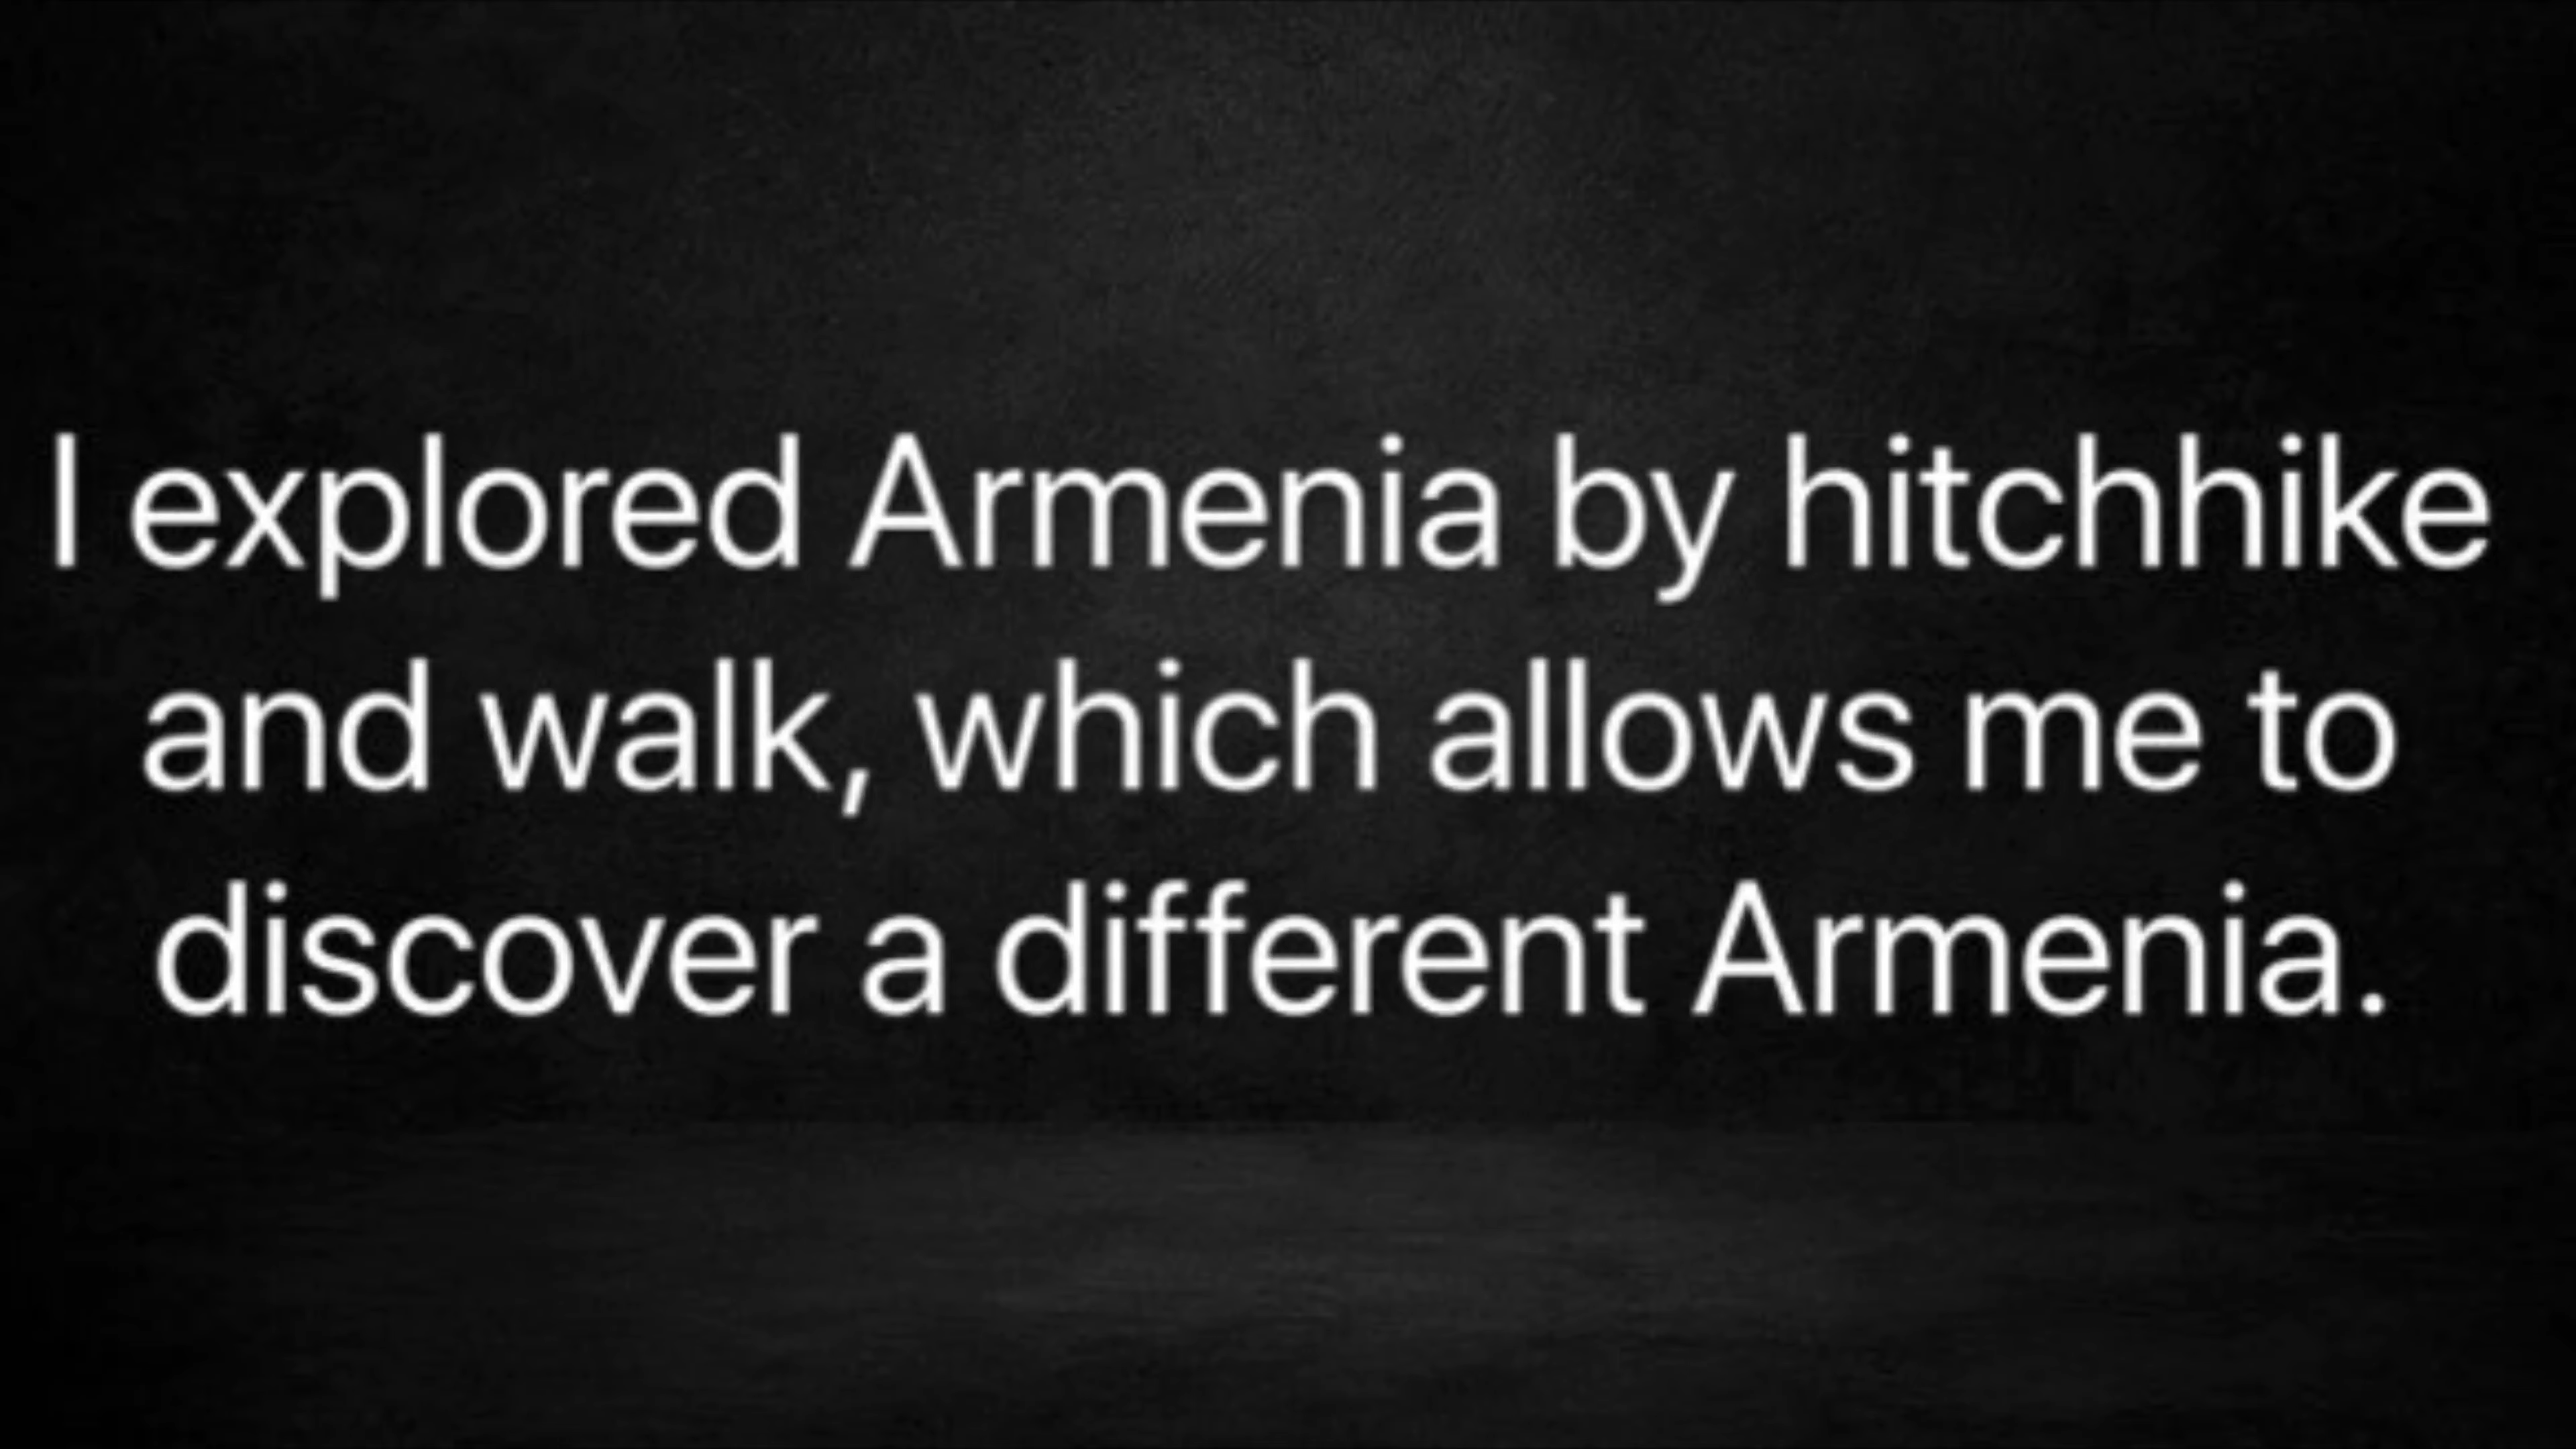 I explored Armenia by hitchhike
and walk, which allows me to
discover a different Armenia.